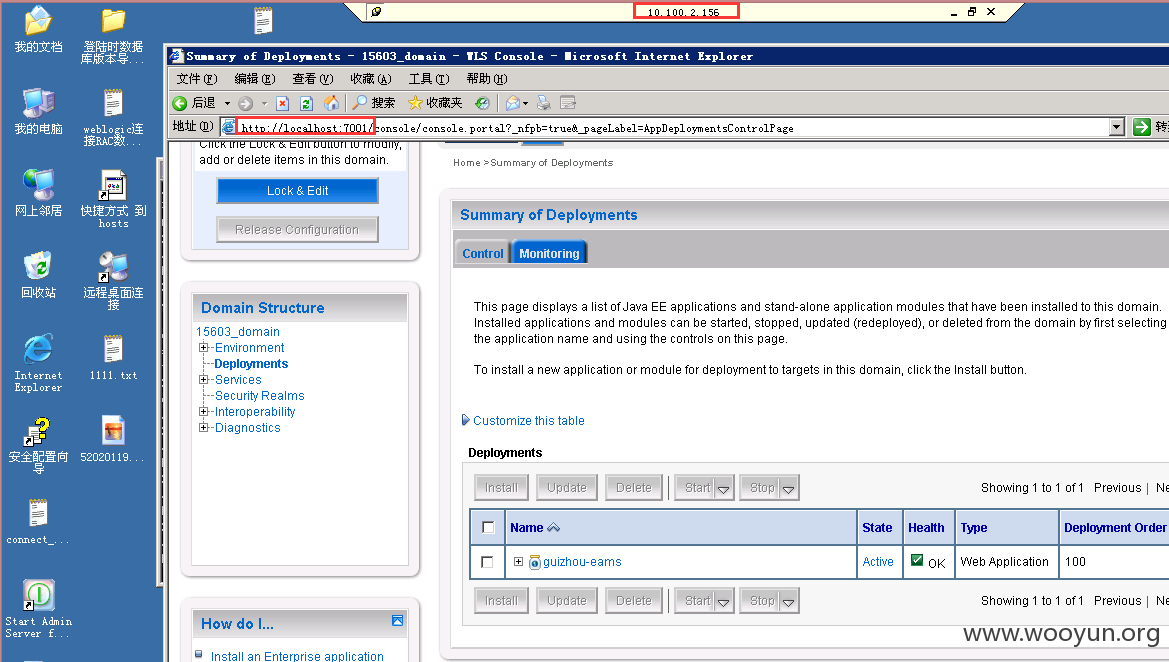 10.100.2.156
我的文档
登陆时数据
库版本导...
我的电脑
weblogic连
接RAC数...
网上邻居
快捷方式 到
hosts
回收站
远程桌面连
接
Internet
Explorer
1111.txt
安全配置向
导
52020119...
connect_...
Start Admin
Server f...
Summary of Deployments - 15603_domain - WLS Console - Microsoft Internet Explorer
文件(F) 编辑(E) 查看(V) 收藏(A) 工具(T) 帮助(H)
后退 搜索 收藏夹
地址(D) http://localhost:7001/console/console.portal?_nfpb=true&_pageLabel=AppDeploymentsControlPage
Click the Lock & Edit button to modify,
add or delete items in this domain.
Lock & Edit
Release Configuration
Domain Structure
15603_domain
Environment
Deployments
Services
Security Realms
Interoperability
Diagnostics
How do I...
Install an Enterprise application
Home >Summary of Deployments
Summary of Deployments
Control Monitoring
This page displays a list of Java EE applications and stand-alone application modules that have been installed to this domain.
Installed applications and modules can be started, stopped, updated (redeployed), or deleted from the domain by first selecting
the application name and using the controls on this page.
To install a new application or module for deployment to targets in this domain, click the Install button.
Customize this table
Deployments
Install Update Delete Start Stop Showing 1 to 1 of 1 Previous | Ne
Name State Health Type Deployment Order
guizhou-eams Active OK Web Application 100
Install Update Delete Start Stop Showing 1 to 1 of 1 Previous | Ne
www.wooyun.org